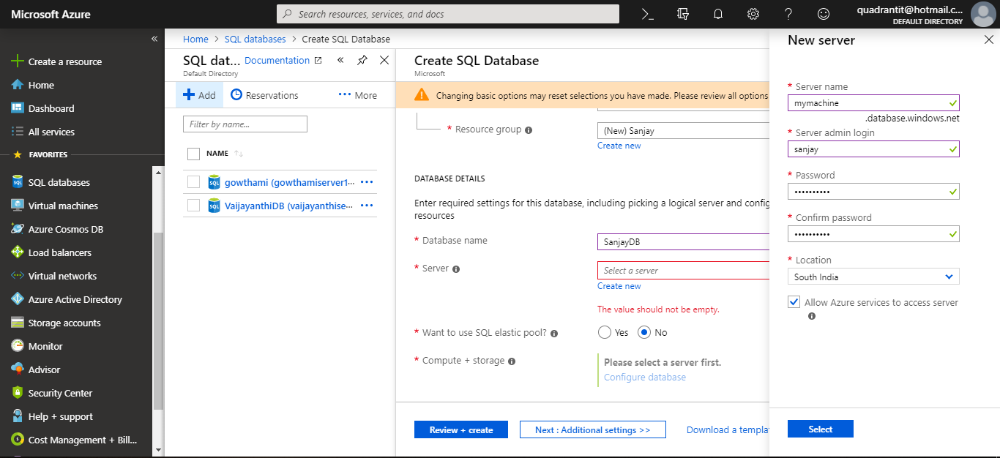 Microsoft Azure
Search resources, services, and docs
quadrantit@hotmail.c...
DEFAULT DIRECTORY
Create a resource
Home
Dashboard
All services
FAVORITES
SQL databases
Virtual machines
Azure Cosmos DB
Load balancers
Virtual networks
Azure Active Directory
Storage accounts
Monitor
Advisor
Security Center
Help + support
Cost Management + Bill...
Home > SQL databases > Create SQL Database
SQL dat... Documentation
Default Directory
Add Reservations ••• More
Filter by name...
NAME
gowthami (gowthamiserver1...
VaijayanthiDB (vaijayanthise...
Create SQL Database
Microsoft
Changing basic options may reset selections you have made. Please review all options
* Resource group
(New) Sanjay
Create new
DATABASE DETAILS
Enter required settings for this database, including picking a logical server and config
resources
* Database name
SanjayDB
* Server
Select a server
Create new
The value should not be empty.
* Want to use SQL elastic pool?
Yes No
* Compute + storage
Please select a server first.
Configure database
Review + create
Next : Additional settings >>
Download a templat
New server
* Server name
mymachine
.database.windows.net
* Server admin login
sanjay
* Password
••••••••••
* Confirm password
••••••••••
* Location
South India
Allow Azure services to access server
Select